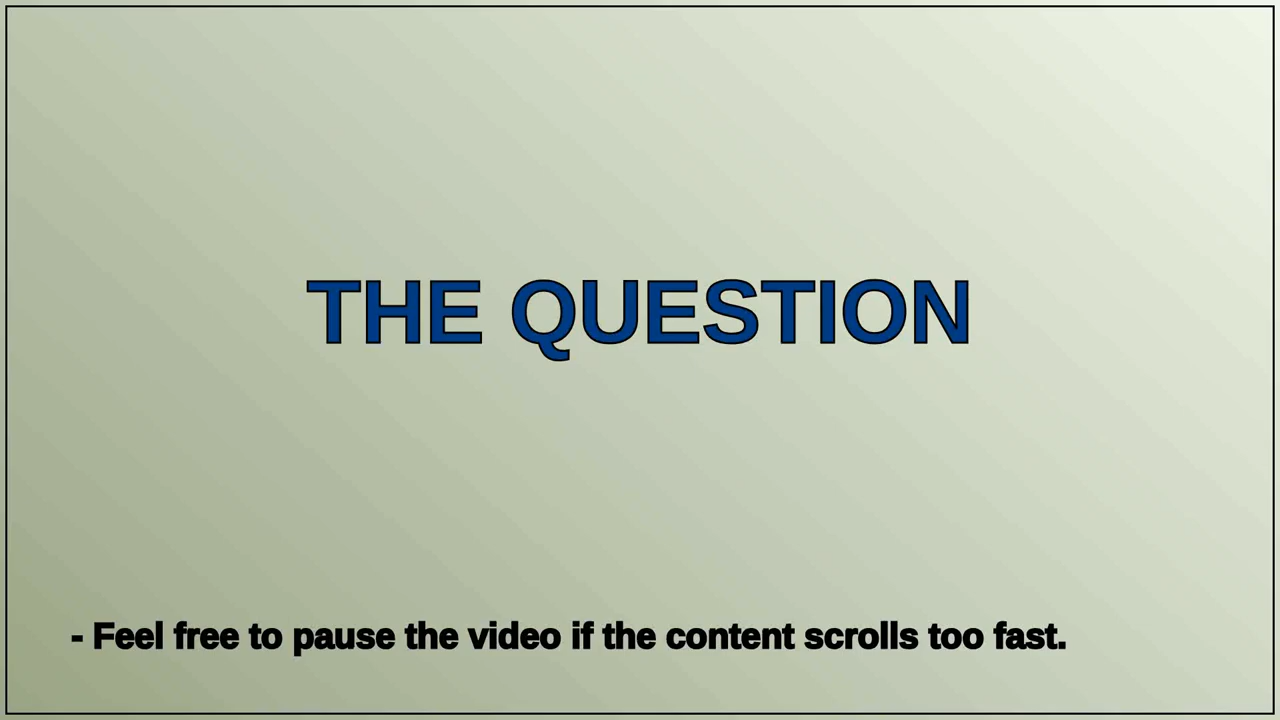 THE QUESTION
- Feel free to pause the video if the content scrolls too fast.